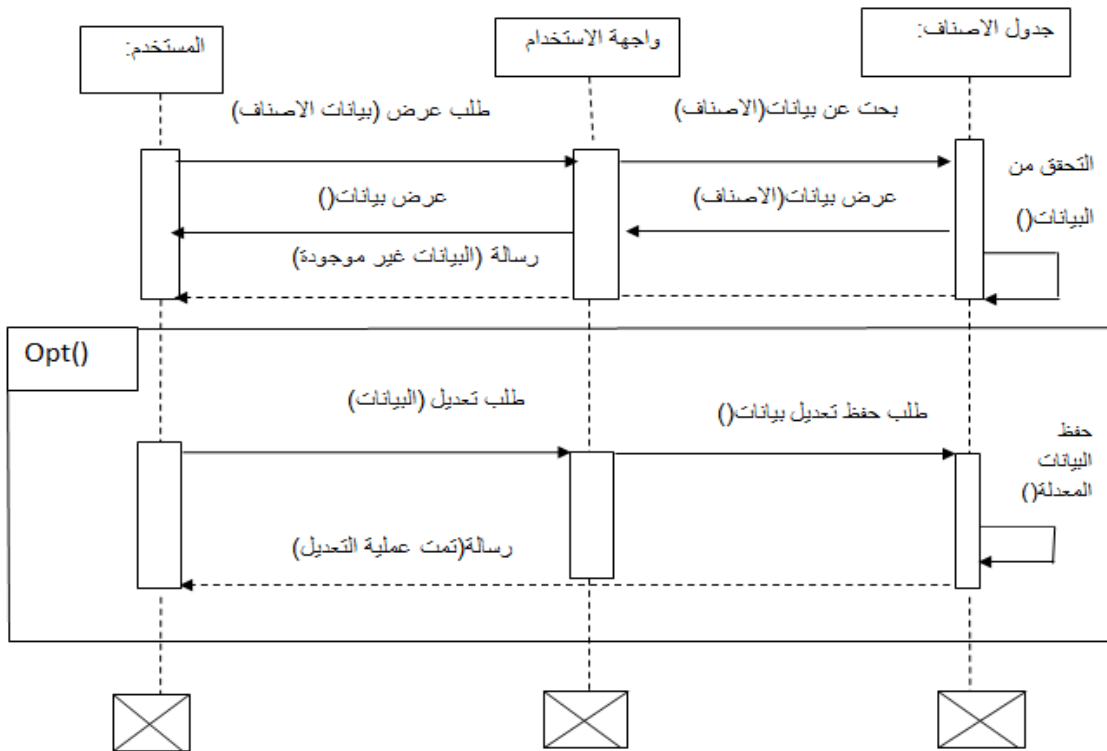 المستخدم:
واجهة الاستخدام
جدول الاصناف:
طلب عرض (بيانات الاصناف)
بحت عن بيانات(الاصناف)
التحقق من
البيانات()
عرض بيانات()
عرض بيانات(الاصناف)
رسالة (البيانات غير موجودة)
Opt()
طلب تعديل (البيانات)
طلب حفظ تعديل بيانات()
حفظ
البيانات
المعدلة()
رسالة(تمت عملية التعديل)